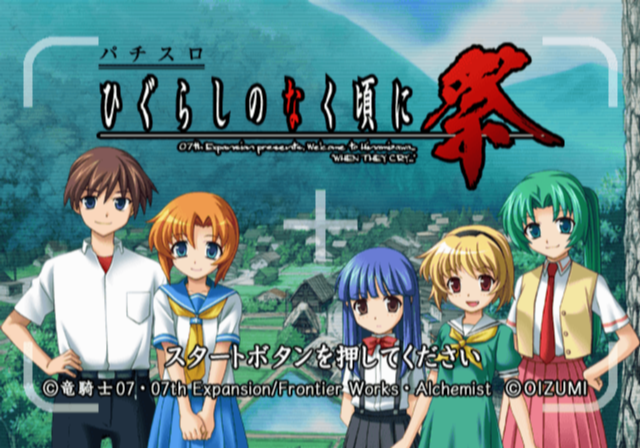 パチスロ
ひぐらしのなく頃に祭
07th Expansion presents. Welcome to Hinamizawa...
"WHEN THEY CRY..."
スタートボタンを押してください
©竜騎士07・07th Expansion/Frontier Works・Alchemist ©OIZUMI